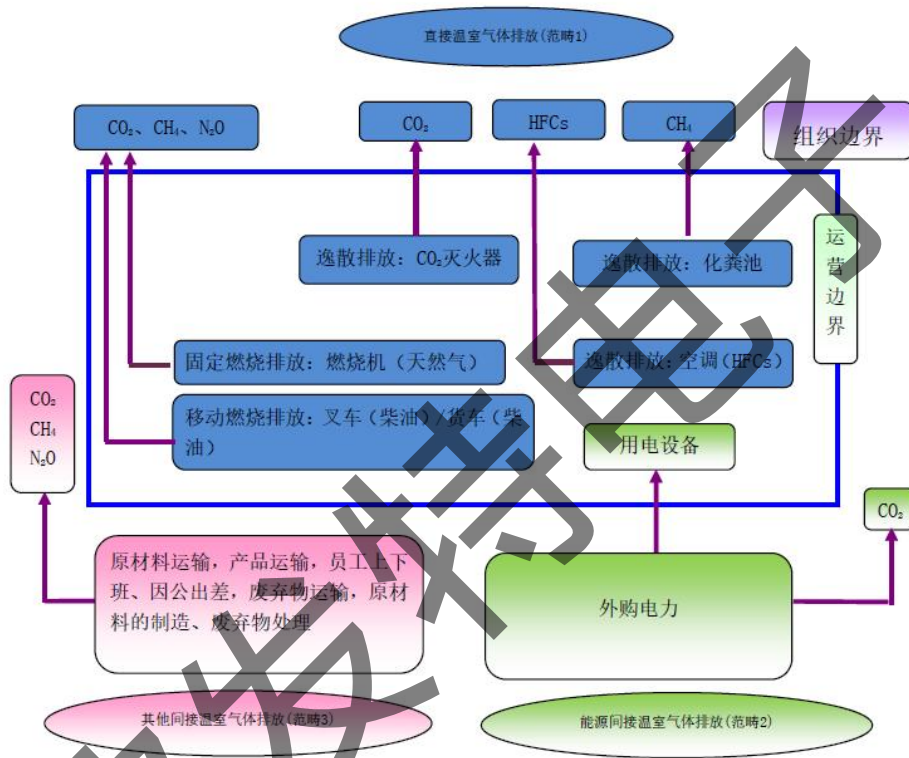 直接温室气体排放(范畴1)
CO₂、CH₄、N₂O
CO₂
HFCs
CH₄
组织边界
运
营
边
界
逸散排放：CO₂灭火器
逸散排放：化粪池
固定燃烧排放：燃烧机（天然气）
逸散排放：空调（HFCs）
移动燃烧排放：叉车（柴油）/货车（柴
油）
用电设备
CO₂
CH₄
N₂O
CO₂
原材料运输，产品运输，员工上下
班、因公出差，废弃物运输，原材
料的制造、废弃物处理
外购电力
其他间接温室气体排放(范畴3)
能源间接温室气体排放(范畴2)
发特电子